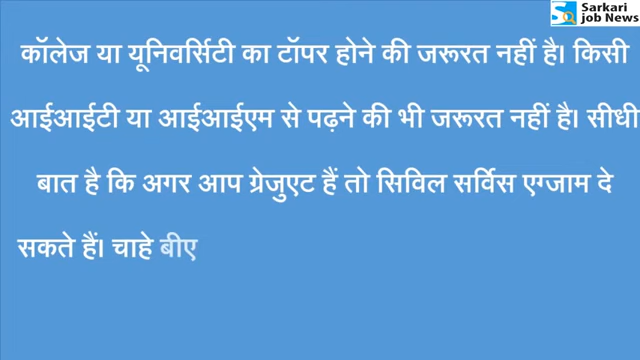 Sarkari
job News
कॉलेज या यूनिवर्सिटी का टॉपर होने की जरूरत नहीं है। किसी
आईआईटी या आईआईएम से पढ़ने की भी जरूरत नहीं है। सीधी
बात है कि अगर आप ग्रेजुएट हैं तो सिविल सर्विस एग्जाम दे
सकते हैं। चाहे बीए